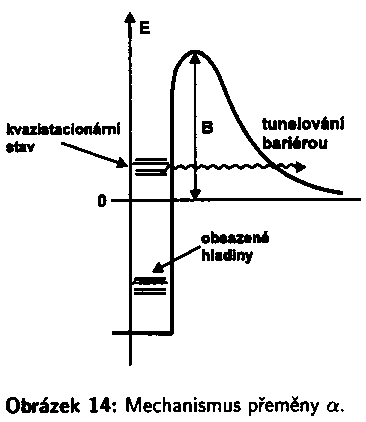 E
kvazistacionární
stav
B
tunelování
bariérou
0
obsazené
hladiny
Obrázek 14: Mechanismus přeměny α.